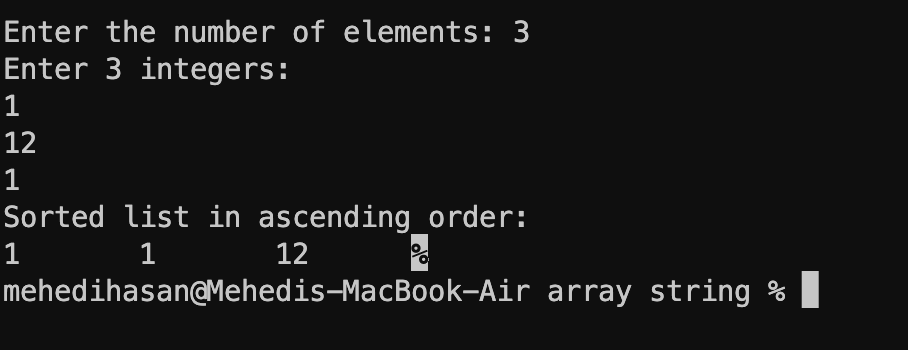 Enter the number of elements: 3
Enter 3 integers:
1
12
1
Sorted list in ascending order:
1       1       12      %
mehedihasan@Mehedis-MacBook-Air array string %